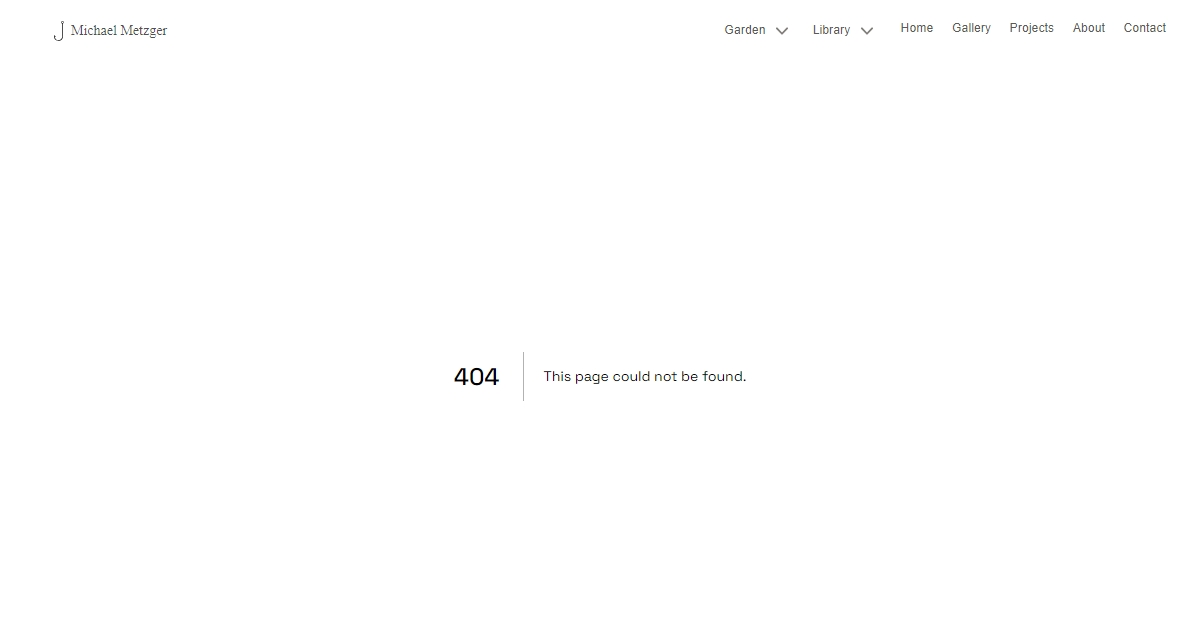 Michael Metzger
Garden
Library
Home
Gallery
Projects
About
Contact
404
This page could not be found.